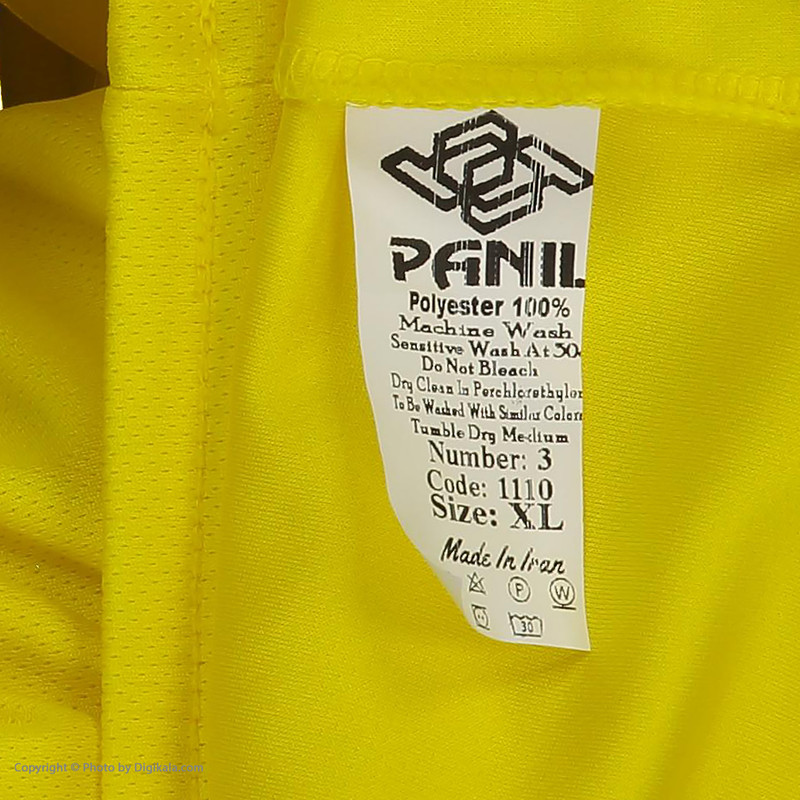 PANIL
Polyester 100%
Machine Wash
Sensitive Wash At 30
Do Not Bleach
Dry Clean In Perchlorethylen
To Be Washed With Similar Colors
Tumble Dry Medium
Number: 3
Code: 1110
Size: XL
Made In Iran
P
W
30
Copyright © Photo by Digikala.com